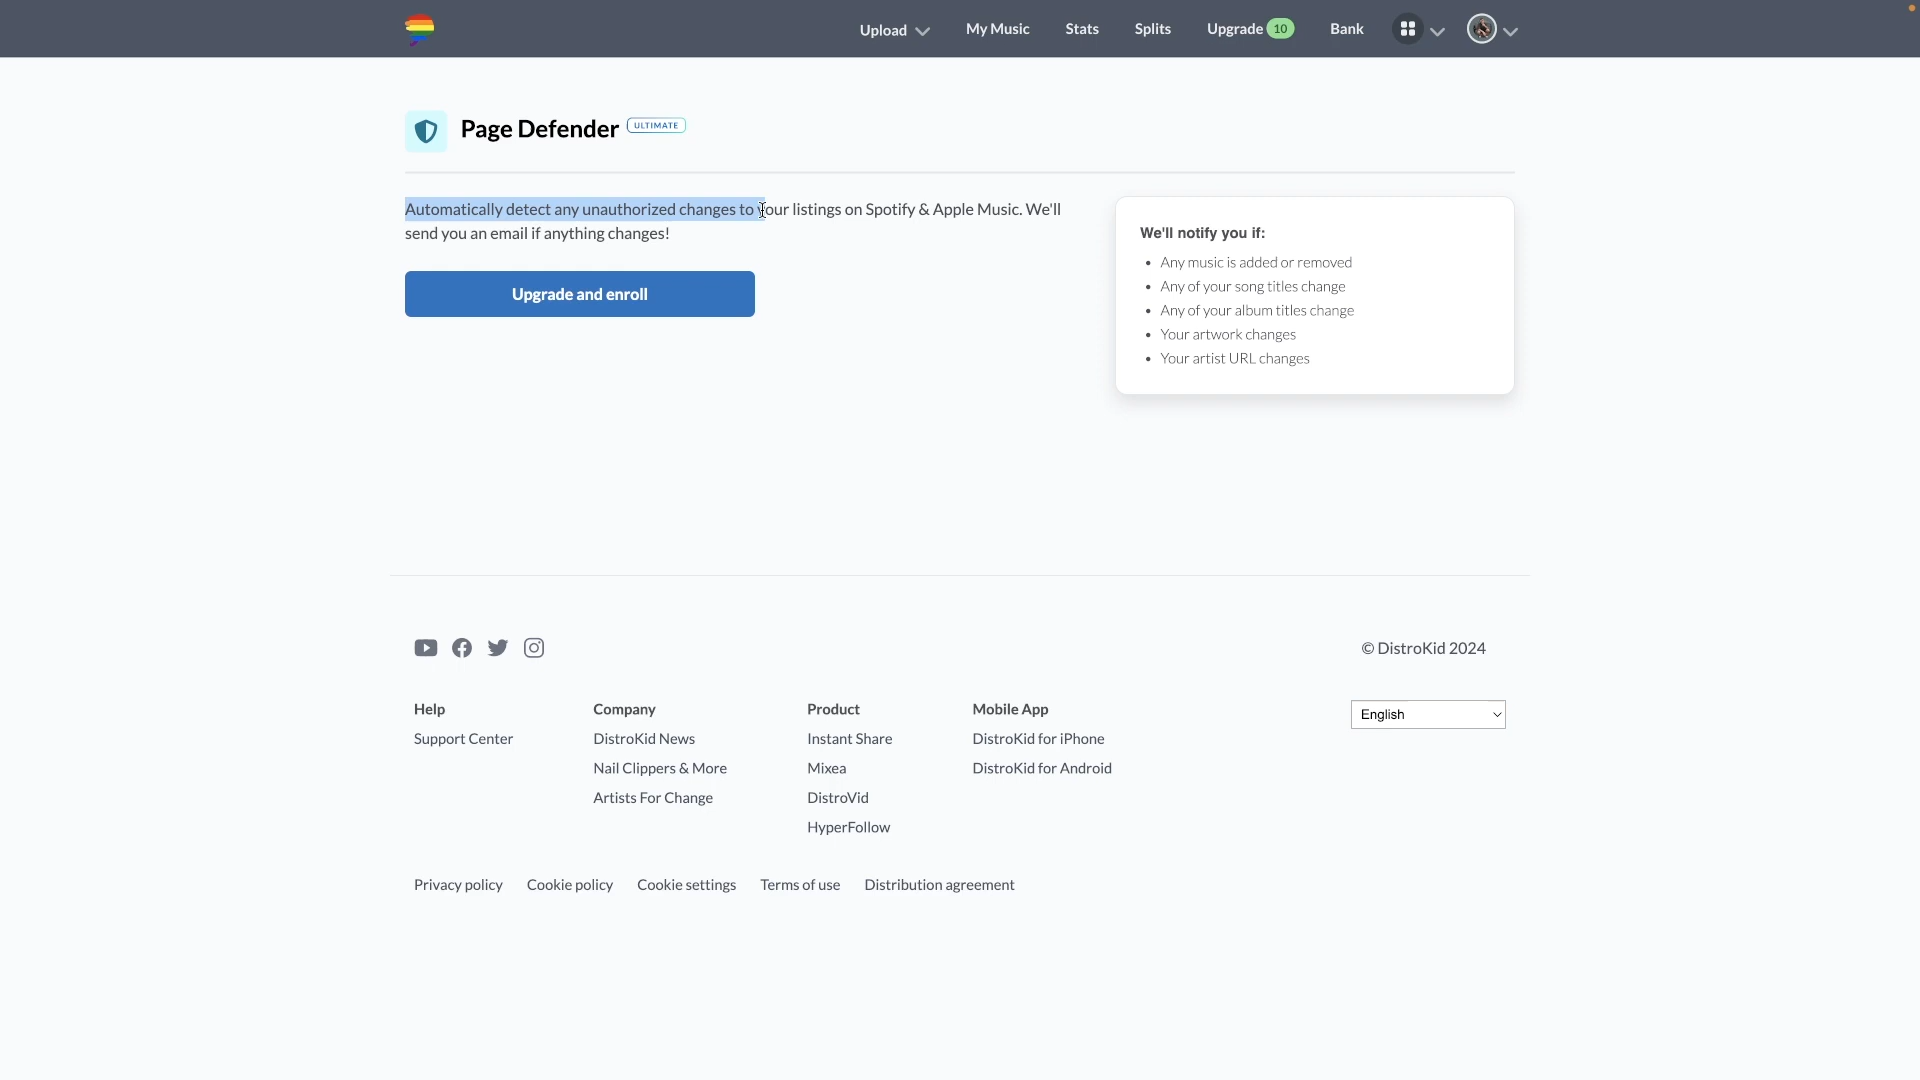 Upload
My Music
Stats
Splits
Upgrade 10
Bank
Page Defender ULTIMATE
Automatically detect any unauthorized changes to your listings on Spotify & Apple Music. We'll
send you an email if anything changes!
Upgrade and enroll
We'll notify you if:
• Any music is added or removed
• Any of your song titles change
• Any of your album titles change
• Your artwork changes
• Your artist URL changes
© DistroKid 2024
Help
Support Center
Company
DistroKid News
Nail Clippers & More
Artists For Change
Product
Instant Share
Mixea
DistroVid
HyperFollow
Mobile App
DistroKid for iPhone
DistroKid for Android
English
Privacy policy
Cookie policy
Cookie settings
Terms of use
Distribution agreement